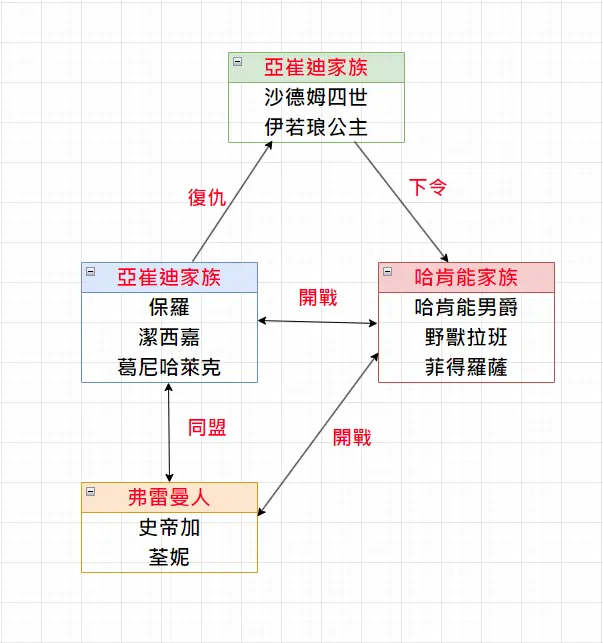 亞崔迪家族
沙德姆四世
伊若琅公主
復仇
下令
亞崔迪家族
保羅
潔西嘉
葛尼哈萊克
開戰
哈肯能家族
哈肯能男爵
野獸拉班
菲得羅薩
同盟
開戰
弗雷曼人
史帝加
荃妮